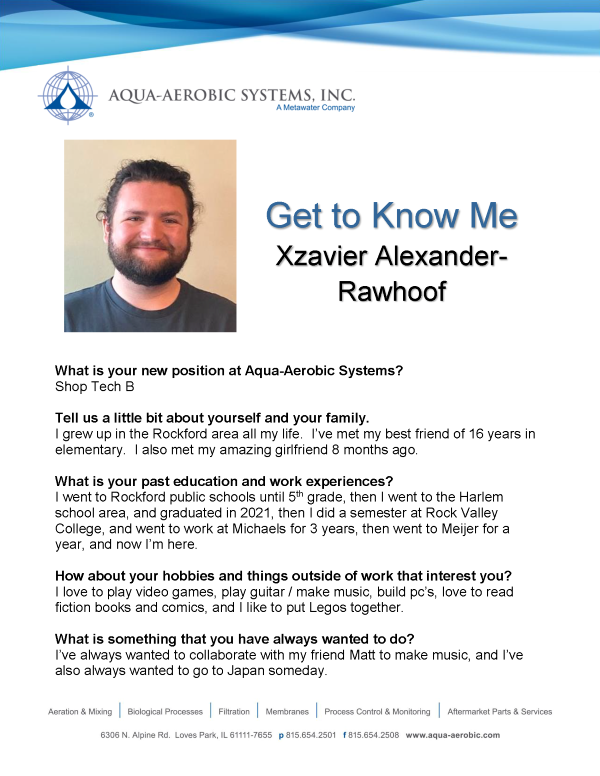 AQUA-AEROBIC SYSTEMS, INC.
A Metawater Company
®
Get to Know Me
Xzavier Alexander-
Rawhoof
What is your new position at Aqua-Aerobic Systems?
Shop Tech B
Tell us a little bit about yourself and your family.
I grew up in the Rockford area all my life.  I've met my best friend of 16 years in
elementary.  I also met my amazing girlfriend 8 months ago.
What is your past education and work experiences?
I went to Rockford public schools until 5th grade, then I went to the Harlem
school area, and graduated in 2021, then I did a semester at Rock Valley
College, and went to work at Michaels for 3 years, then went to Meijer for a
year, and now I'm here.
How about your hobbies and things outside of work that interest you?
I love to play video games, play guitar / make music, build pc's, love to read
fiction books and comics, and I like to put Legos together.
What is something that you have always wanted to do?
I've always wanted to collaborate with my friend Matt to make music, and I've
also always wanted to go to Japan someday.
Aeration & Mixing | Biological Processes | Filtration | Membranes | Process Control & Monitoring | Aftermarket Parts & Services
6306 N. Alpine Rd.  Loves Park, IL 61111-7655  p 815.654.2501  f 815.654.2508  www.aqua-aerobic.com